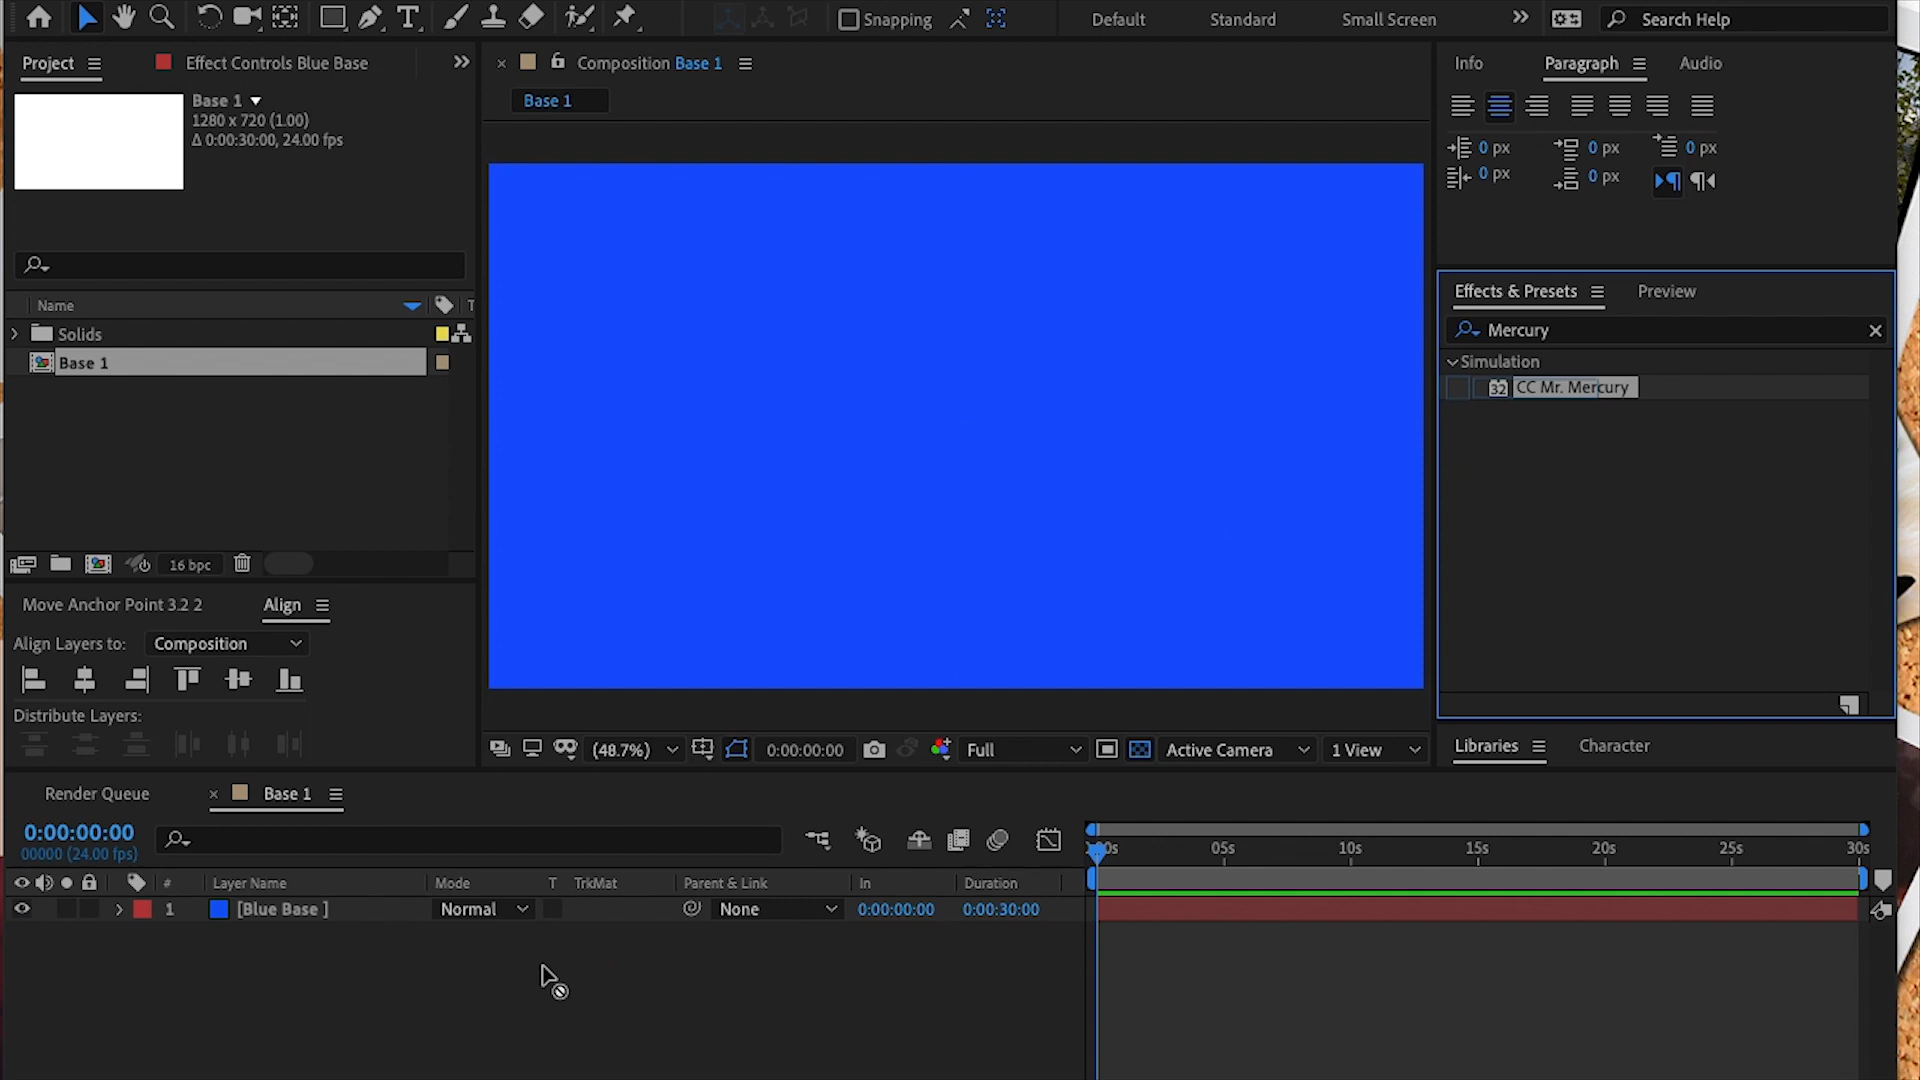 Snapping
Default
Standard
Small Screen
Search Help
Project
Effect Controls Blue Base
Composition Base 1
Info
Paragraph
Audio
Base 1
1280 x 720 (1.00)
Δ 0:00:30:00, 24.00 fps
Base 1
0 px
0 px
0 px
0 px
0 px
Name
T
Solids
Base 1
Effects & Presets
Preview
Mercury
Simulation
32
CC Mr. Mercury
16 bpc
Move Anchor Point 3.2 2
Align
Align Layers to:
Composition
Distribute Layers:
(48.7%)
0:00:00:00
Full
Active Camera
1 View
Libraries
Character
Render Queue
Base 1
0:00:00:00
00000 (24.00 fps)
05s
10s
15s
20s
25s
30s
#
Layer Name
Mode
T
TrkMat
Parent & Link
In
Duration
1
[Blue Base ]
Normal
None
0:00:00:00
0:00:30:00